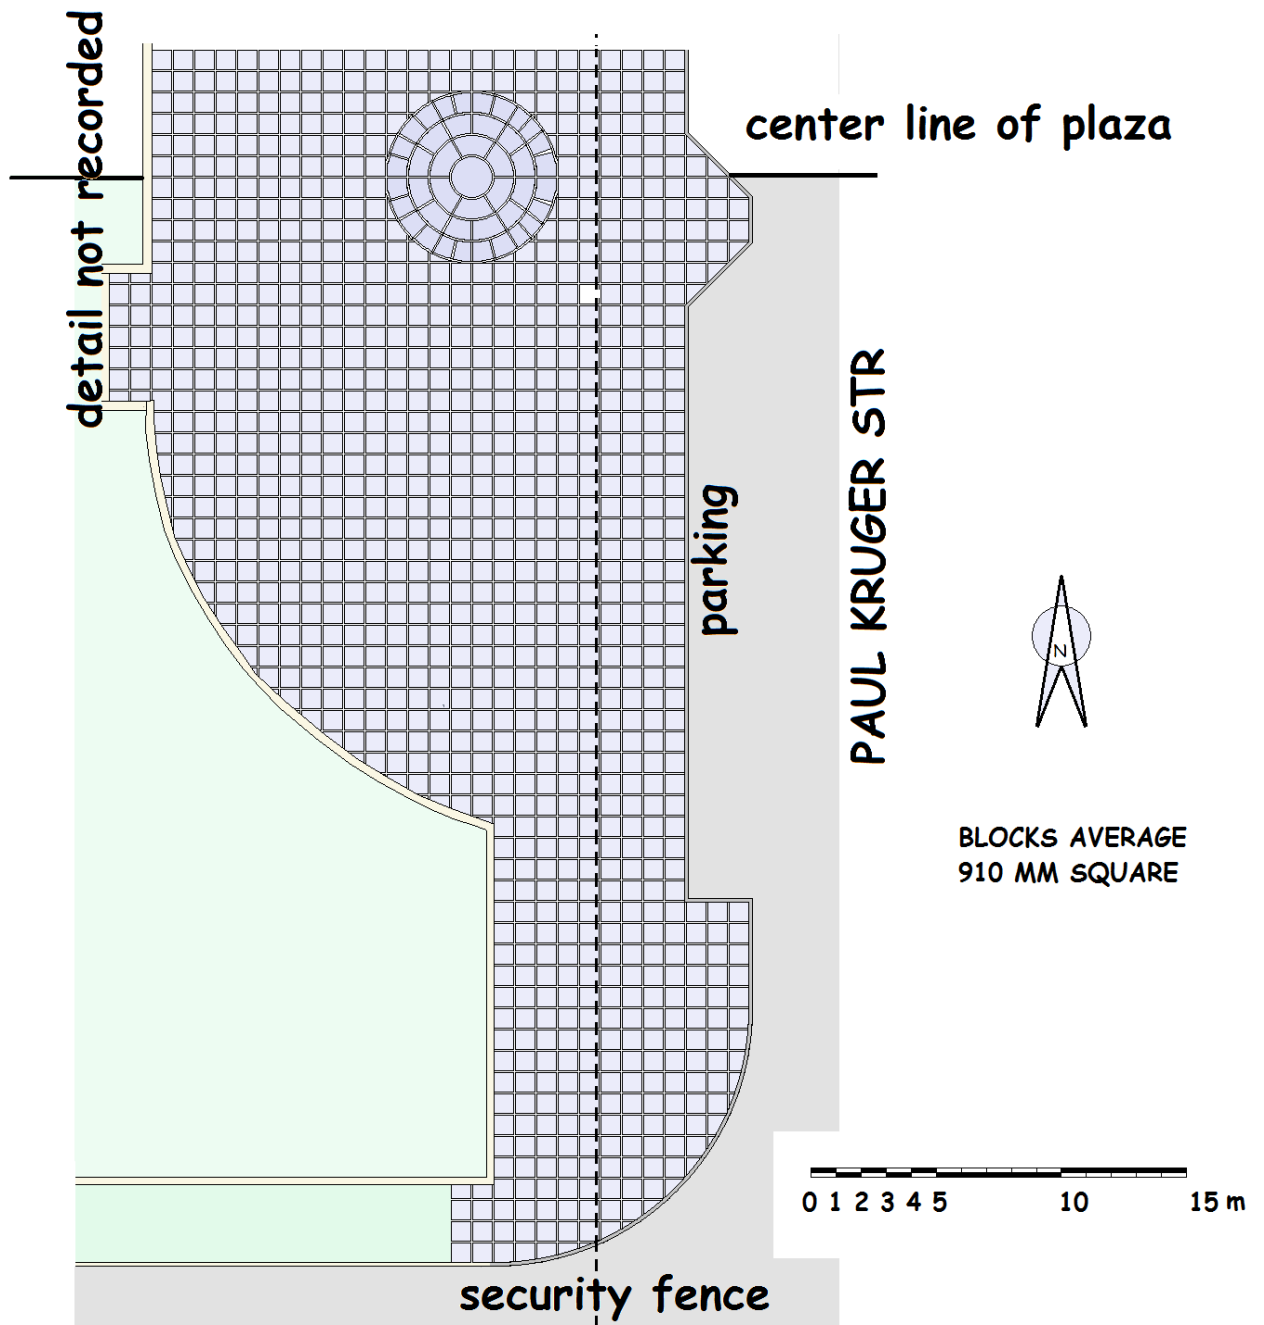 detail not recorded
center line of plaza
PAUL KRUGER STR
parking
N
BLOCKS AVERAGE
910 MM SQUARE
0 1 2 3 4 5 10 15 m
security fence